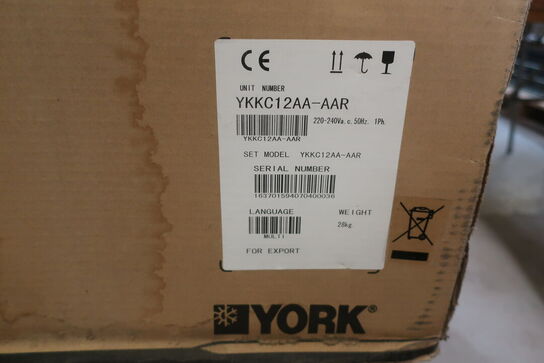 CE
UNIT NUMBER
YKKC12AA-AAR
220-240Va.c.50Hz. 1Ph.
YKKC12AA-AAR
SET MODEL YKKC12AA-AAR
SERIAL NUMBER
163701594070400036
LANGUAGE WEIGHT
MULTI 28kg.
FOR EXPORT
YORK®